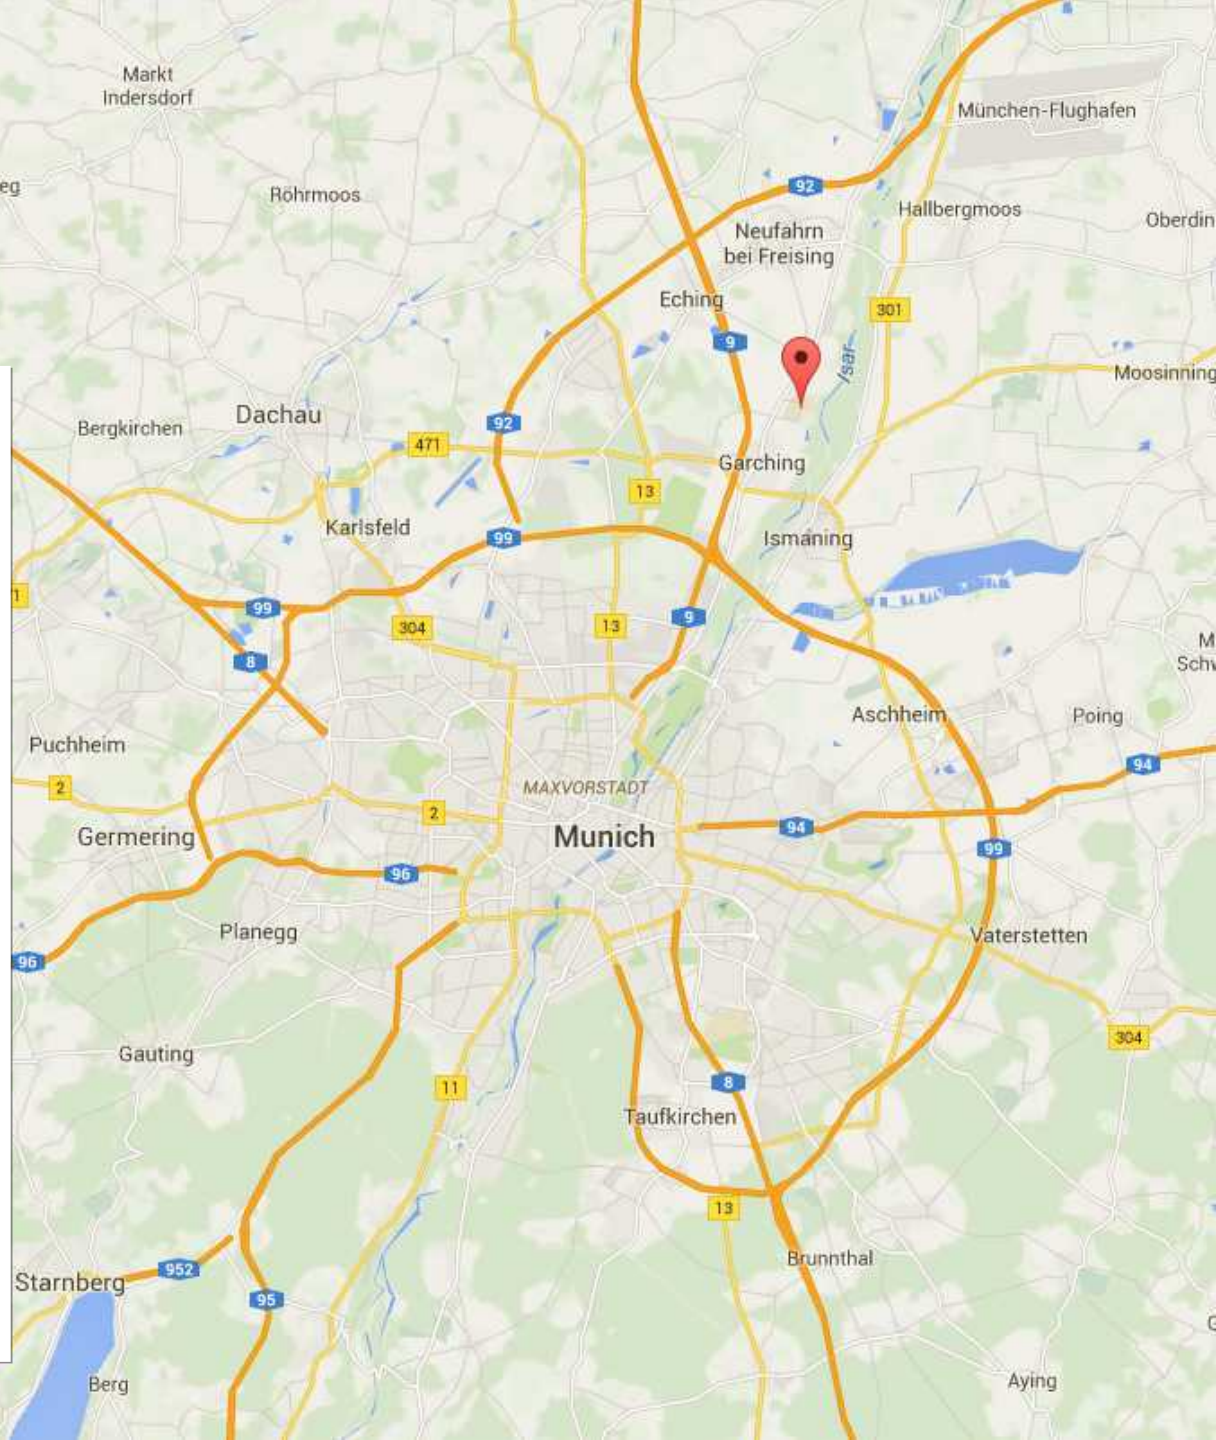 Markt
Indersdorf
München-Flughafen
eg
Röhrmoos
92
Hallbergmoos
Oberdin
Neufahrn
bei Freising
Eching
301
9
Isar
Moosinning
Dachau
Bergkirchen
92
471
Garching
13
Karlsfeld
99
Ismaning
1
99
304
13
9
8
M
Schw
Aschheim
Poing
Puchheim
94
2
MAXVORSTADT
2
94
Germering
Munich
99
96
Planegg
Vaterstetten
96
304
Gauting
8
11
Taufkirchen
13
Brunnthal
952
Starnberg
95
G
Berg
Aying